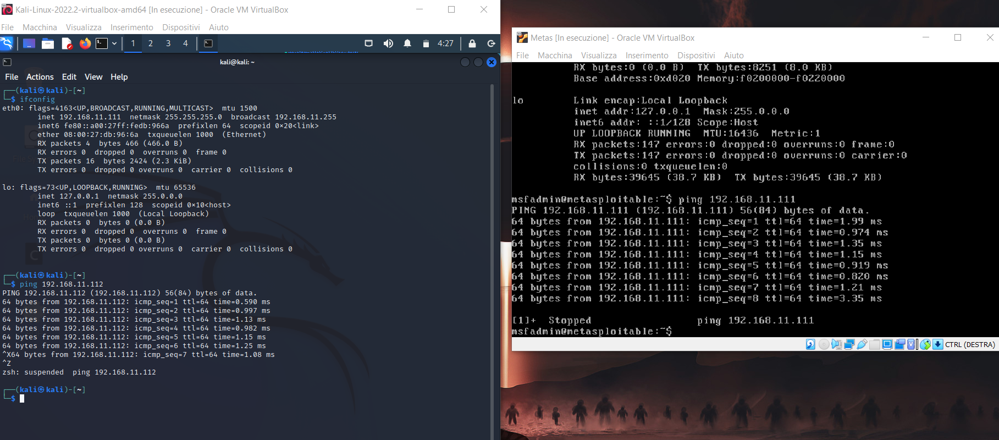 Kali-Linux-2022.2-virtualbox-amd64 [In esecuzione] - Oracle VM VirtualBox
File Macchina Visualizza Inserimento Dispositivi Aiuto
1 2 3 4 4:27
kali@kali: ~
File Actions Edit View Help
┌──(kali㉿kali)-[~]
└─$ ifconfig
eth0: flags=4163<UP,BROADCAST,RUNNING,MULTICAST>  mtu 1500
        inet 192.168.11.111  netmask 255.255.255.0  broadcast 192.168.11.255
        inet6 fe80::a00:27ff:fedb:966a  prefixlen 64  scopeid 0×20<link>
        ether 08:00:27:db:96:6a  txqueuelen 1000  (Ethernet)
        RX packets 4  bytes 466 (466.0 B)
        RX errors 0  dropped 0  overruns 0  frame 0
        TX packets 16  bytes 2424 (2.3 KiB)
        TX errors 0  dropped 0 overruns 0  carrier 0  collisions 0
lo: flags=73<UP,LOOPBACK,RUNNING>  mtu 65536
        inet 127.0.0.1  netmask 255.0.0.0
        inet6 ::1  prefixlen 128  scopeid 0×10<host>
        loop  txqueuelen 1000  (Local Loopback)
        RX packets 0  bytes 0 (0.0 B)
        RX errors 0  dropped 0  overruns 0  frame 0
        TX packets 0  bytes 0 (0.0 B)
        TX errors 0  dropped 0 overruns 0  carrier 0  collisions 0
┌──(kali㉿kali)-[~]
└─$ ping 192.168.11.112
PING 192.168.11.112 (192.168.11.112) 56(84) bytes of data.
64 bytes from 192.168.11.112: icmp_seq=1 ttl=64 time=0.590 ms
64 bytes from 192.168.11.112: icmp_seq=2 ttl=64 time=0.997 ms
64 bytes from 192.168.11.112: icmp_seq=3 ttl=64 time=1.13 ms
64 bytes from 192.168.11.112: icmp_seq=4 ttl=64 time=0.982 ms
64 bytes from 192.168.11.112: icmp_seq=5 ttl=64 time=1.15 ms
64 bytes from 192.168.11.112: icmp_seq=6 ttl=64 time=1.25 ms
^X64 bytes from 192.168.11.112: icmp_seq=7 ttl=64 time=1.08 ms
^Z
zsh: suspended  ping 192.168.11.112
┌──(kali㉿kali)-[~]
└─$
Metas [In esecuzione] - Oracle VM VirtualBox
File Macchina Visualizza Inserimento Dispositivi Aiuto
          RX bytes:0 (0.0 B)  TX bytes:8251 (8.0 KB)
          Base address:0xd020 Memory:f0200000-f0220000
lo        Link encap:Local Loopback
          inet addr:127.0.0.1  Mask:255.0.0.0
          inet6 addr: ::1/128 Scope:Host
          UP LOOPBACK RUNNING  MTU:16436  Metric:1
          RX packets:147 errors:0 dropped:0 overruns:0 frame:0
          TX packets:147 errors:0 dropped:0 overruns:0 carrier:0
          collisions:0 txqueuelen:0
          RX bytes:39645 (38.7 KB)  TX bytes:39645 (38.7 KB)
msfadmin@metasploitable:~$ ping 192.168.11.111
PING 192.168.11.111 (192.168.11.111) 56(84) bytes of data.
64 bytes from 192.168.11.111: icmp_seq=1 ttl=64 time=1.99 ms
64 bytes from 192.168.11.111: icmp_seq=2 ttl=64 time=0.974 ms
64 bytes from 192.168.11.111: icmp_seq=3 ttl=64 time=1.35 ms
64 bytes from 192.168.11.111: icmp_seq=4 ttl=64 time=1.15 ms
64 bytes from 192.168.11.111: icmp_seq=5 ttl=64 time=0.919 ms
64 bytes from 192.168.11.111: icmp_seq=6 ttl=64 time=0.820 ms
64 bytes from 192.168.11.111: icmp_seq=7 ttl=64 time=1.21 ms
64 bytes from 192.168.11.111: icmp_seq=8 ttl=64 time=3.35 ms
[1]+  Stopped                 ping 192.168.11.111
msfadmin@metasploitable:~$
CTRL (DESTRA)